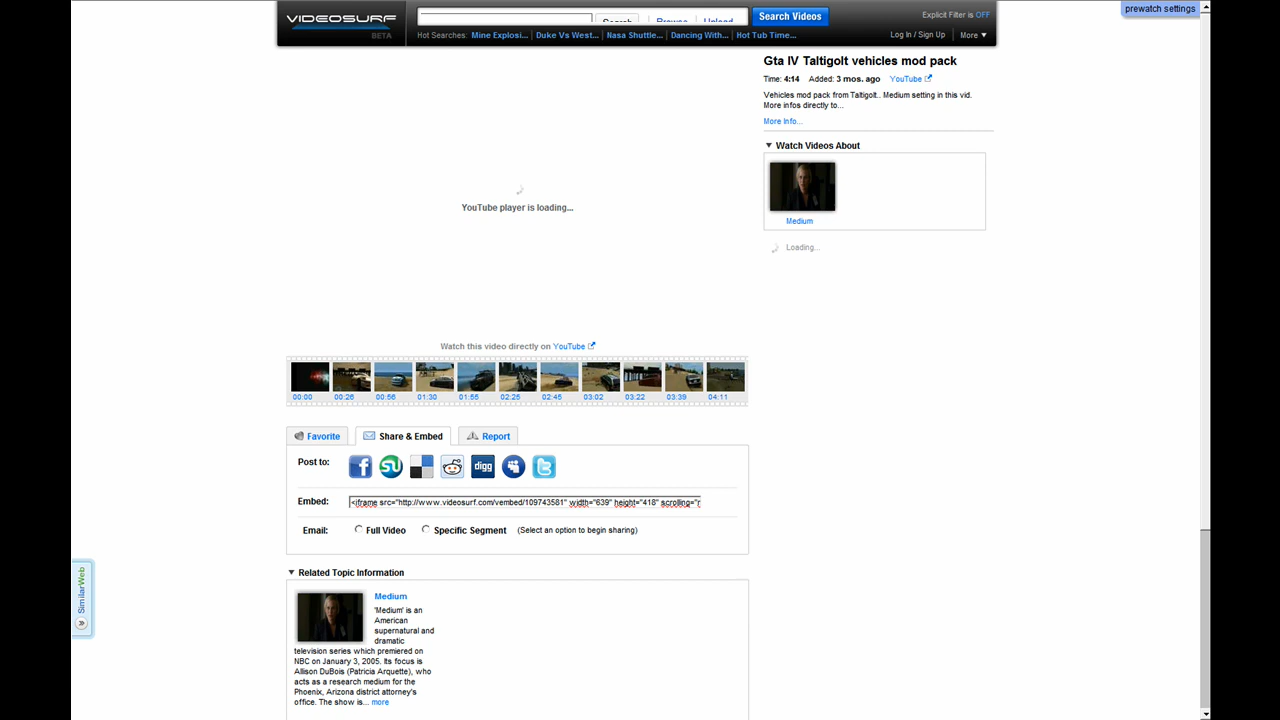 VIDEOSURF
BETA
Search Browse Upload
Search Videos
Explicit Filter is OFF
prewatch settings
Hot Searches: Mine Explosi... Duke Vs West... Nasa Shuttle... Dancing With... Hot Tub Time...
Log In / Sign Up More
Gta IV Taltigolt vehicles mod pack
Time: 4:14 Added: 3 mos. ago YouTube
Vehicles mod pack from Taltigolt.. Medium setting in this vid.
More infos directly to...
More Info...
Watch Videos About
Medium
Loading...
YouTube player is loading...
Watch this video directly on YouTube
00:00 00:26 00:56 01:30 01:55 02:25 02:45 03:02 03:22 03:39 04:11
Favorite Share & Embed Report
Post to:
digg
Embed: <iframe src="http://www.videosurf.com/vembed/109743581" width="639" height="418" scrolling="r
Email: Full Video Specific Segment (Select an option to begin sharing)
Related Topic Information
Medium
'Medium' is an
American
supernatural and
dramatic
television series which premiered on
NBC on January 3, 2005. Its focus is
Allison DuBois (Patricia Arquette), who
acts as a research medium for the
Phoenix, Arizona district attorney's
office. The show is... more
SimilarWeb